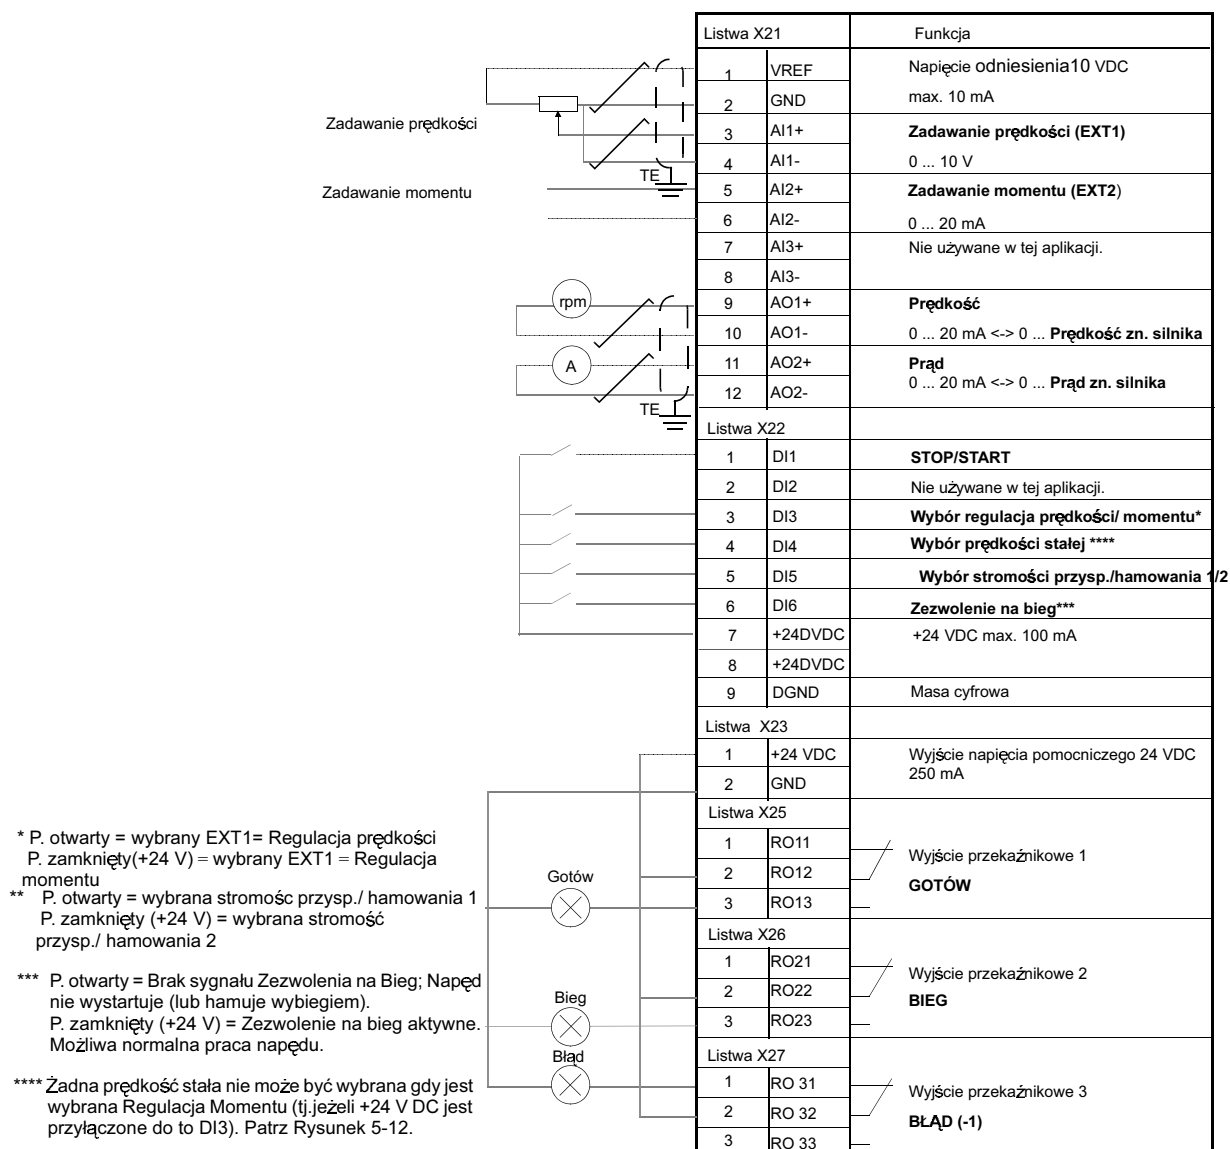 Listwa X21 Funkcja
1 VREF Napięcie odniesienia10 VDC
2 GND max. 10 mA
Zadawanie prędkości
3 AI1+ Zadawanie prędkości (EXT1)
4 AI1- 0 ... 10 V
TE
Zadawanie momentu
5 AI2+ Zadawanie momentu (EXT2)
6 AI2- 0 ... 20 mA
7 AI3+ Nie używane w tej aplikacji.
8 AI3-
rpm
9 AO1+ Prędkość
10 AO1- 0 ... 20 mA <-> 0 ... Prędkość zn. silnika
A
11 AO2+ Prąd
12 AO2- 0 ... 20 mA <-> 0 ... Prąd zn. silnika
TE
Listwa X22
1 DI1 STOP/START
2 DI2 Nie używane w tej aplikacji.
3 DI3 Wybór regulacja prędkości/ momentu*
4 DI4 Wybór prędkości stałej ****
5 DI5 Wybór stromości przysp./hamowania 1/2
6 DI6 Zezwolenie na bieg***
7 +24DVDC +24 VDC max. 100 mA
8 +24DVDC
9 DGND Masa cyfrowa
Listwa X23
1 +24 VDC Wyjście napięcia pomocniczego 24 VDC
2 GND 250 mA
Listwa X25
1 RO11 Wyjście przekaźnikowe 1
2 RO12 GOTÓW
3 RO13
Listwa X26
1 RO21 Wyjście przekaźnikowe 2
2 RO22 BIEG
3 RO23
Listwa X27
1 RO 31 Wyjście przekaźnikowe 3
2 RO 32 BŁĄD (-1)
3 RO 33
Gotów
Bieg
Błąd
* P. otwarty = wybrany EXT1= Regulacja prędkości
P. zamknięty(+24 V) = wybrany EXT1 = Regulacja
momentu
** P. otwarty = wybrana stromośc przysp./ hamowania 1
P. zamknięty (+24 V) = wybrana stromość
przysp./ hamowania 2
*** P. otwarty = Brak sygnału Zezwolenia na Bieg; Napęd
nie wystartuje (lub hamuje wybiegiem).
P. zamknięty (+24 V) = Zezwolenie na bieg aktywne.
Możliwa normalna praca napędu.
**** Żadna prędkość stała nie może być wybrana gdy jest
wybrana Regulacja Momentu (tj.jeżeli +24 V DC jest
przyłączone do to DI3). Patrz Rysunek 5-12.